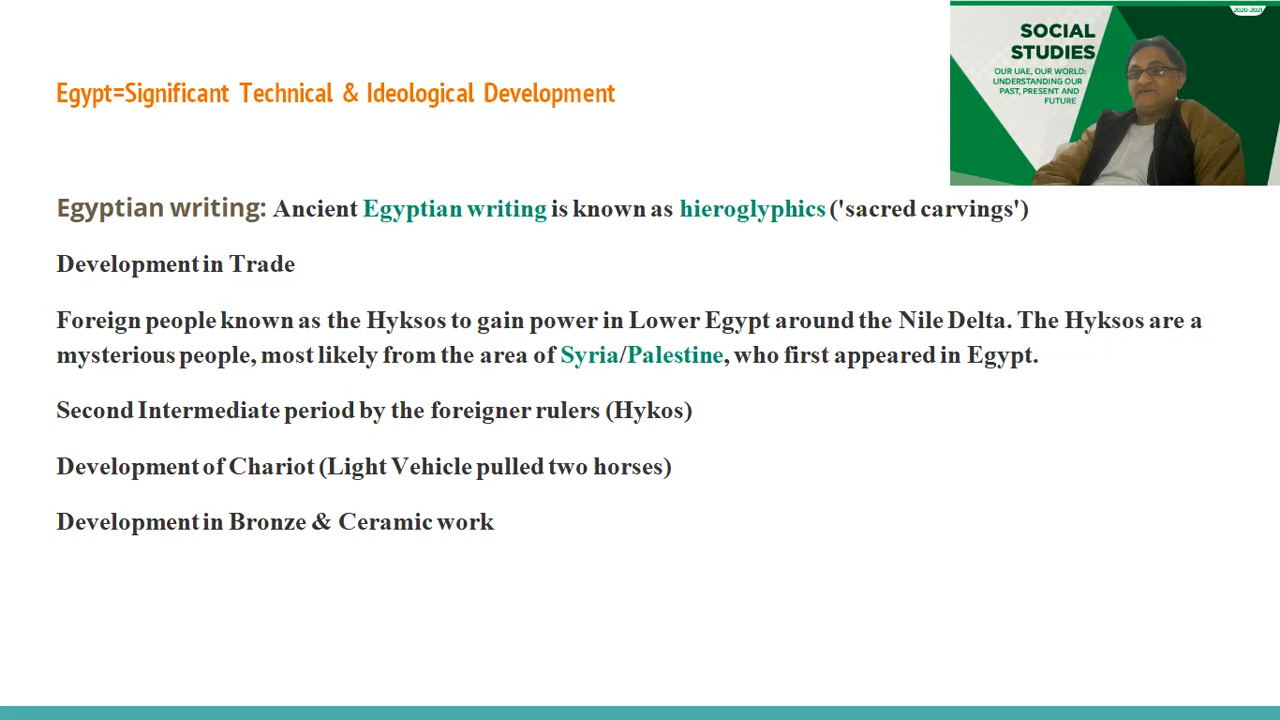 2020-2021
SOCIAL
STUDIES
OUR UAE, OUR WORLD:
UNDERSTANDING OUR
PAST, PRESENT AND
FUTURE
Egypt=Significant Technical & Ideological Development
Egyptian writing: Ancient Egyptian writing is known as hieroglyphics ('sacred carvings')
Development in Trade
Foreign people known as the Hyksos to gain power in Lower Egypt around the Nile Delta. The Hyksos are a
mysterious people, most likely from the area of Syria/Palestine, who first appeared in Egypt.
Second Intermediate period by the foreigner rulers (Hykos)
Development of Chariot (Light Vehicle pulled two horses)
Development in Bronze & Ceramic work